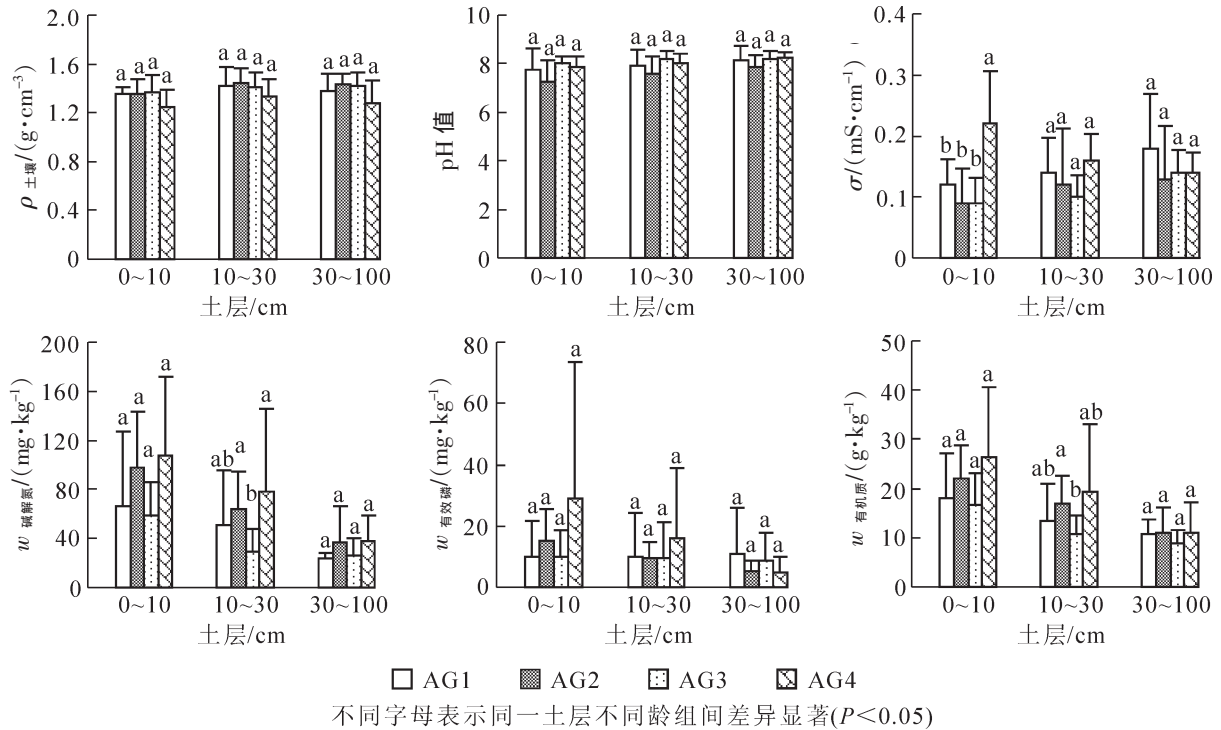 2.0
1.6
1.2
0.8
0.4
0
ρ 土壤/(g·cm⁻³)
a a a a
a a a a
a a a a
0~10 10~30 30~100
土层/cm
10
8
6
4
2
0
pH 值
a a a a
a a a a
a a a a
0~10 10~30 30~100
土层/cm
0.4
0.3
0.2
0.1
0
σ/(mS·cm⁻¹)
b b b a
a a a a
a a a a
0~10 10~30 30~100
土层/cm
200
160
120
80
40
0
w 碱解氮/(mg·kg⁻¹)
a a a a
ab a b a
a a a a
0~10 10~30 30~100
土层/cm
80
60
40
20
0
w 有效磷/(mg·kg⁻¹)
a a a a
a a a a
a a a a
0~10 10~30 30~100
土层/cm
50
40
30
20
10
0
w 有机质/(g·kg⁻¹)
a a a a
ab a b ab
a a a a
0~10 10~30 30~100
土层/cm
AG1 AG2 AG3 AG4
不同字母表示同一土层不同龄组间差异显著(P<0.05)